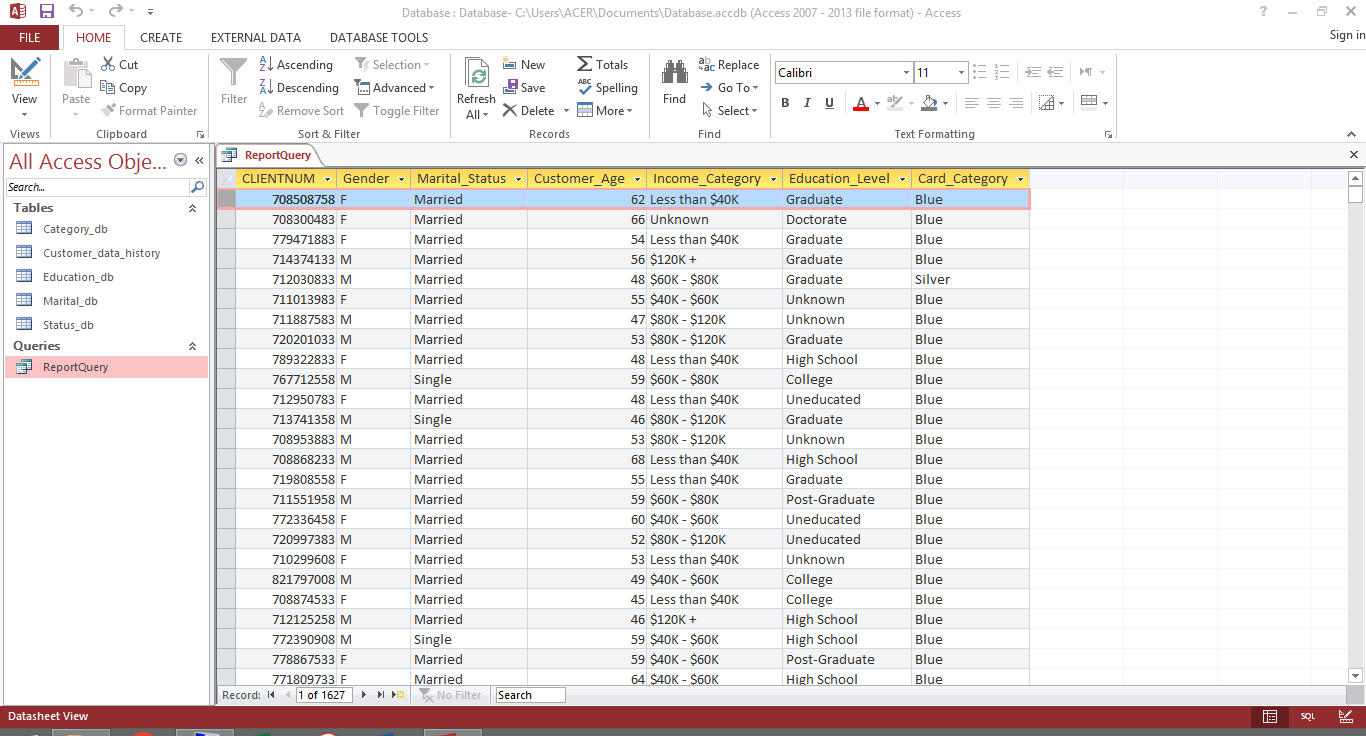 Database : Database- C:\Users\ACER\Documents\Database.accdb (Access 2007 - 2013 file format) - Access
FILE HOME CREATE EXTERNAL DATA DATABASE TOOLS Sign in
View
Views
Paste
Cut
Copy
Format Painter
Clipboard
Filter
Ascending
Descending
Remove Sort
Selection
Advanced
Toggle Filter
Sort & Filter
Refresh
All
New
Save
Delete
Totals
Spelling
More
Records
Find
Replace
Go To
Select
Find
Calibri 11
B I U A
Text Formatting
All Access Obje...
Search...
Tables
Category_db
Customer_data_history
Education_db
Marital_db
Status_db
Queries
ReportQuery
ReportQuery
CLIENTNUM Gender Marital_Status Customer_Age Income_Category Education_Level Card_Category
708508758 F Married 62 Less than $40K Graduate Blue
708300483 F Married 66 Unknown Doctorate Blue
779471883 F Married 54 Less than $40K Graduate Blue
714374133 M Married 56 $120K + Graduate Blue
712030833 M Married 48 $60K - $80K Graduate Silver
711013983 F Married 55 $40K - $60K Unknown Blue
711887583 M Married 47 $80K - $120K Unknown Blue
720201033 M Married 53 $80K - $120K Graduate Blue
789322833 F Married 48 Less than $40K High School Blue
767712558 M Single 59 $60K - $80K College Blue
712950783 F Married 48 Less than $40K Uneducated Blue
713741358 M Single 46 $80K - $120K Graduate Blue
708953883 M Married 53 $80K - $120K Unknown Blue
708868233 M Married 68 Less than $40K High School Blue
719808558 F Married 55 Less than $40K Graduate Blue
711551958 M Married 59 $60K - $80K Post-Graduate Blue
772336458 F Married 60 $40K - $60K Uneducated Blue
720997383 M Married 52 $80K - $120K Uneducated Blue
710299608 F Married 53 Less than $40K Unknown Blue
821797008 M Married 49 $40K - $60K College Blue
708874533 F Married 45 Less than $40K College Blue
712125258 M Married 46 $120K + High School Blue
772390908 M Single 59 $40K - $60K High School Blue
778867533 F Married 59 $40K - $60K Post-Graduate Blue
771809733 F Married 64 $40K - $60K High School Blue
Record: 1 of 1627 No Filter Search
Datasheet View SQL